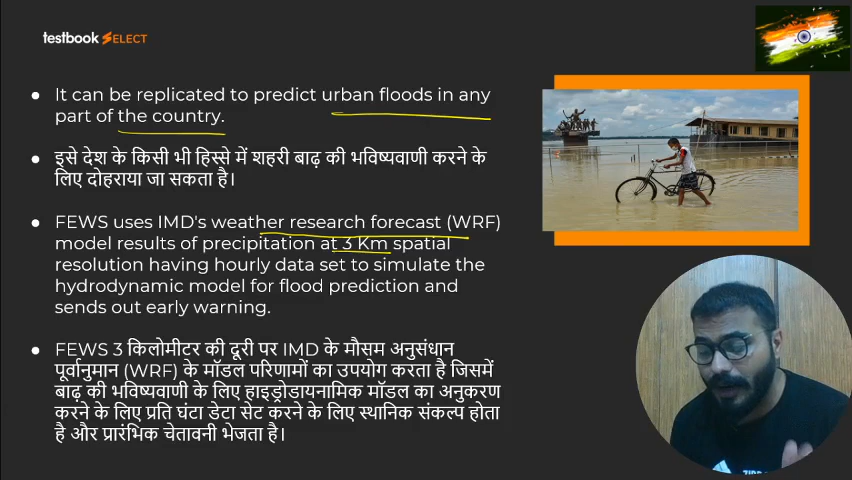 testbook SELECT
It can be replicated to predict urban floods in any
part of the country.
इसे देश के किसी भी हिस्से में शहरी बाढ़ की भविष्यवाणी करने के
लिए दोहराया जा सकता है।
FEWS uses IMD's weather research forecast (WRF)
model results of precipitation at 3 Km spatial
resolution having hourly data set to simulate the
hydrodynamic model for flood prediction and
sends out early warning.
FEWS 3 किलोमीटर की दूरी पर IMD के मौसम अनुसंधान
पूर्वानुमान (WRF) के मॉडल परिणामों का उपयोग करता है जिसमें
बाढ़ की भविष्यवाणी के लिए हाइड्रोडायनामिक मॉडल का अनुकरण
करने के लिए प्रति घंटा डेटा सेट करने के लिए स्थानिक संकल्प होता
है और प्रारंभिक चेतावनी भेजता है।